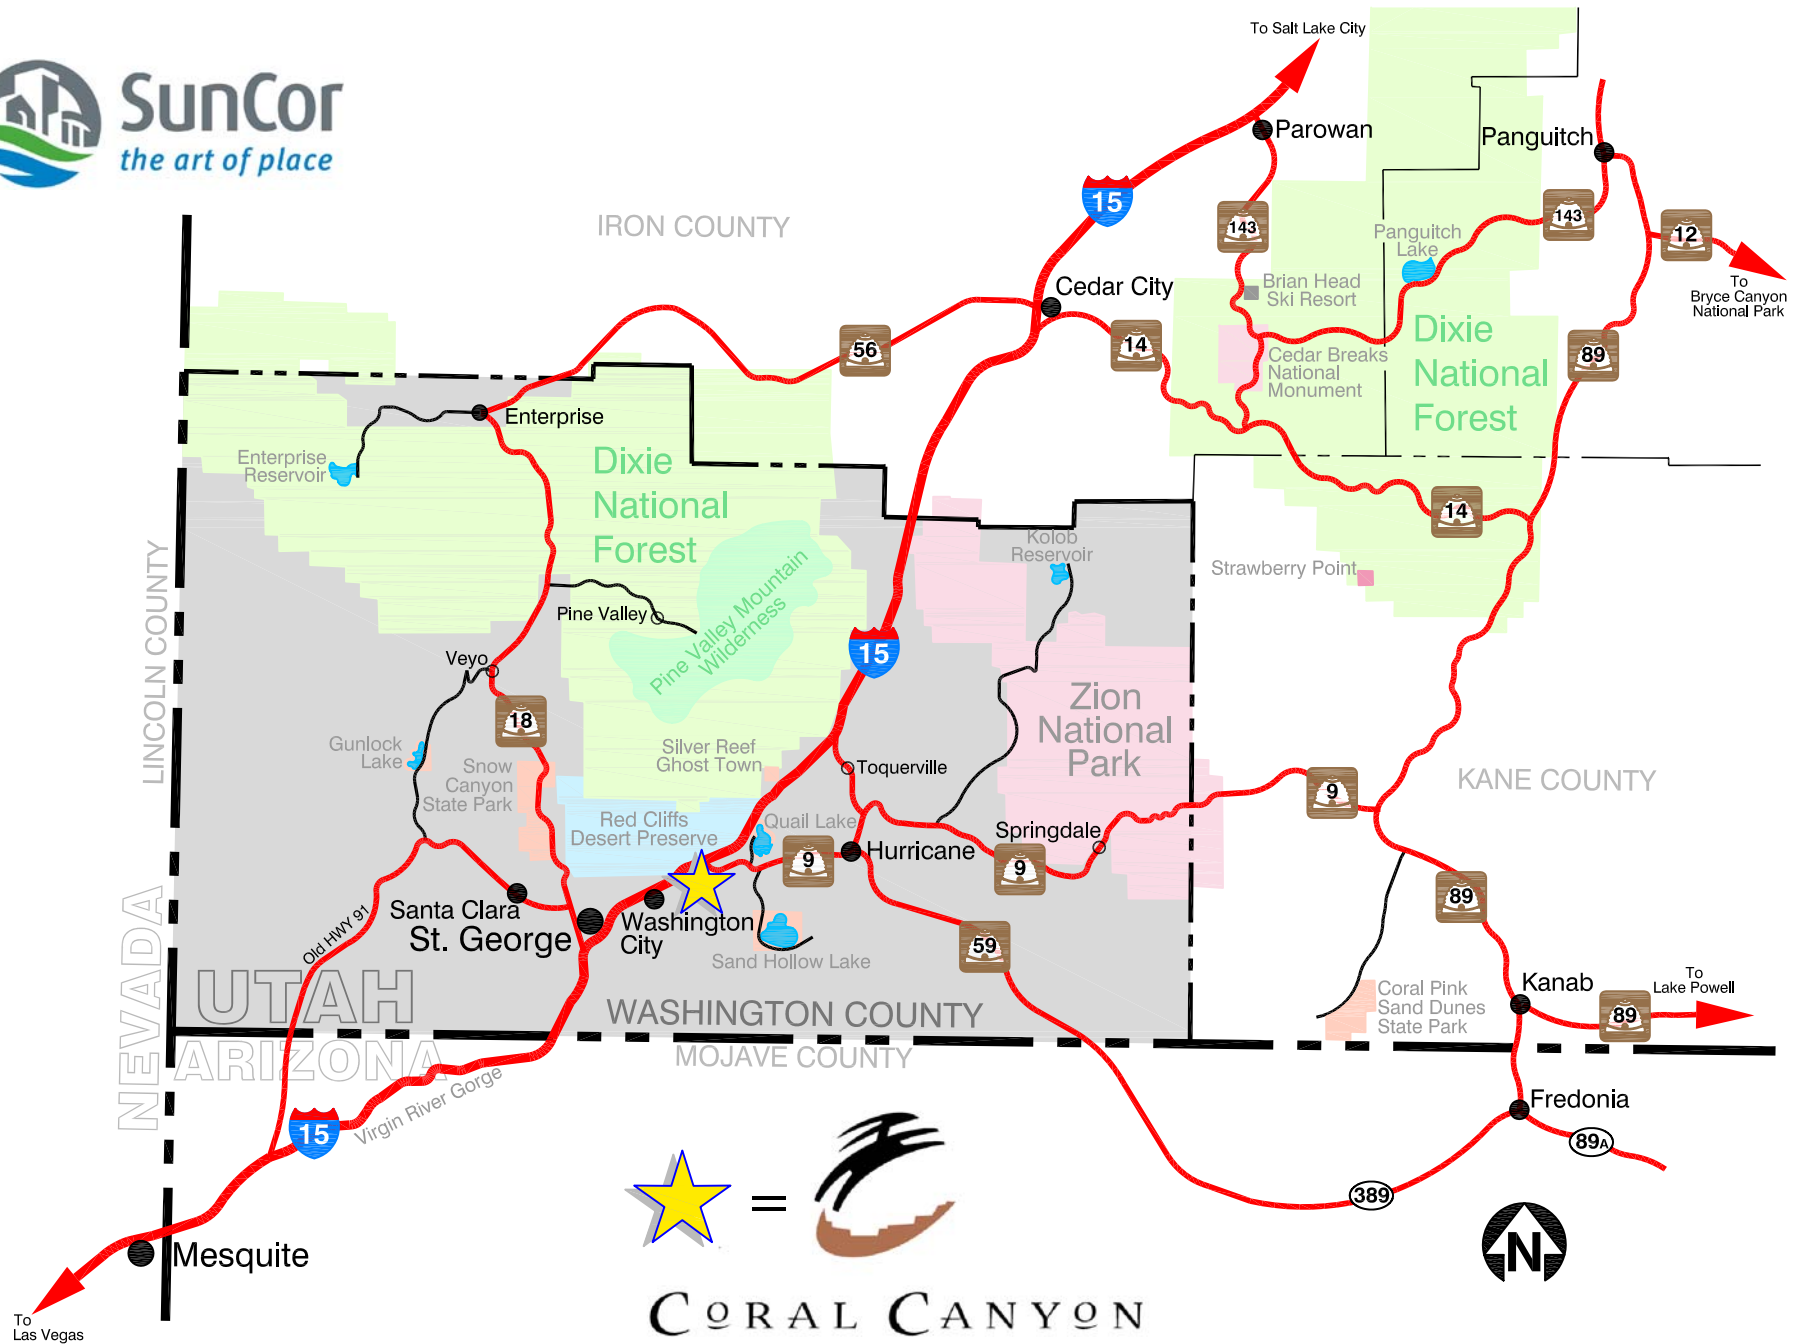 SunCor
the art of place
To Salt Lake City
Parowan
Panguitch
15
143
143
12
IRON COUNTY
Panguitch
Lake
To
Bryce Canyon
National Park
Cedar City
Brian Head
Ski Resort
56
14
Dixie
National
Forest
89
Cedar Breaks
National
Monument
Enterprise
Enterprise
Reservoir
Dixie
National
Forest
14
Kolob
Reservoir
Strawberry Point
LINCOLN COUNTY
Pine Valley
Pine Valley Mountain
Wilderness
15
Veyo
18
Zion
National
Park
Gunlock
Lake
Snow
Canyon
State Park
Silver Reef
Ghost Town
Toquerville
KANE COUNTY
9
Red Cliffs
Desert Preserve
Quail Lake
Springdale
9
Hurricane
9
89
Santa Clara
St. George
Washington
City
Old HWY 91
59
Sand Hollow Lake
NEVADA
UTAH
WASHINGTON COUNTY
Coral Pink
Sand Dunes
State Park
Kanab
To
Lake Powell
89
ARIZONA
MOJAVE COUNTY
Virgin River Gorge
15
Fredonia
89A
389
Mesquite
=
N
To
Las Vegas
CORAL CANYON